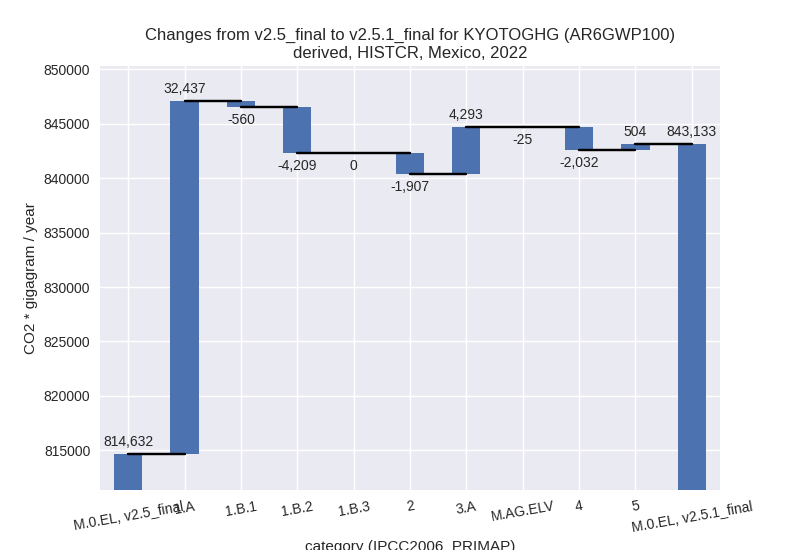 Changes from v2.5_final to v2.5.1_final for KYOTOGHG (AR6GWP100)
derived, HISTCR, Mexico, 2022
850000
845000
840000
835000
830000
825000
820000
815000
CO2 * gigagram / year
814,632
32,437
-560
-4,209
0
-1,907
4,293
-25
-2,032
504
843,133
M.0.EL, v2.5_final
1.A
1.B.1
1.B.2
1.B.3
2
3.A
M.AG.ELV
4
5
M.0.EL, v2.5.1_final
category (IPCC2006_PRIMAP)